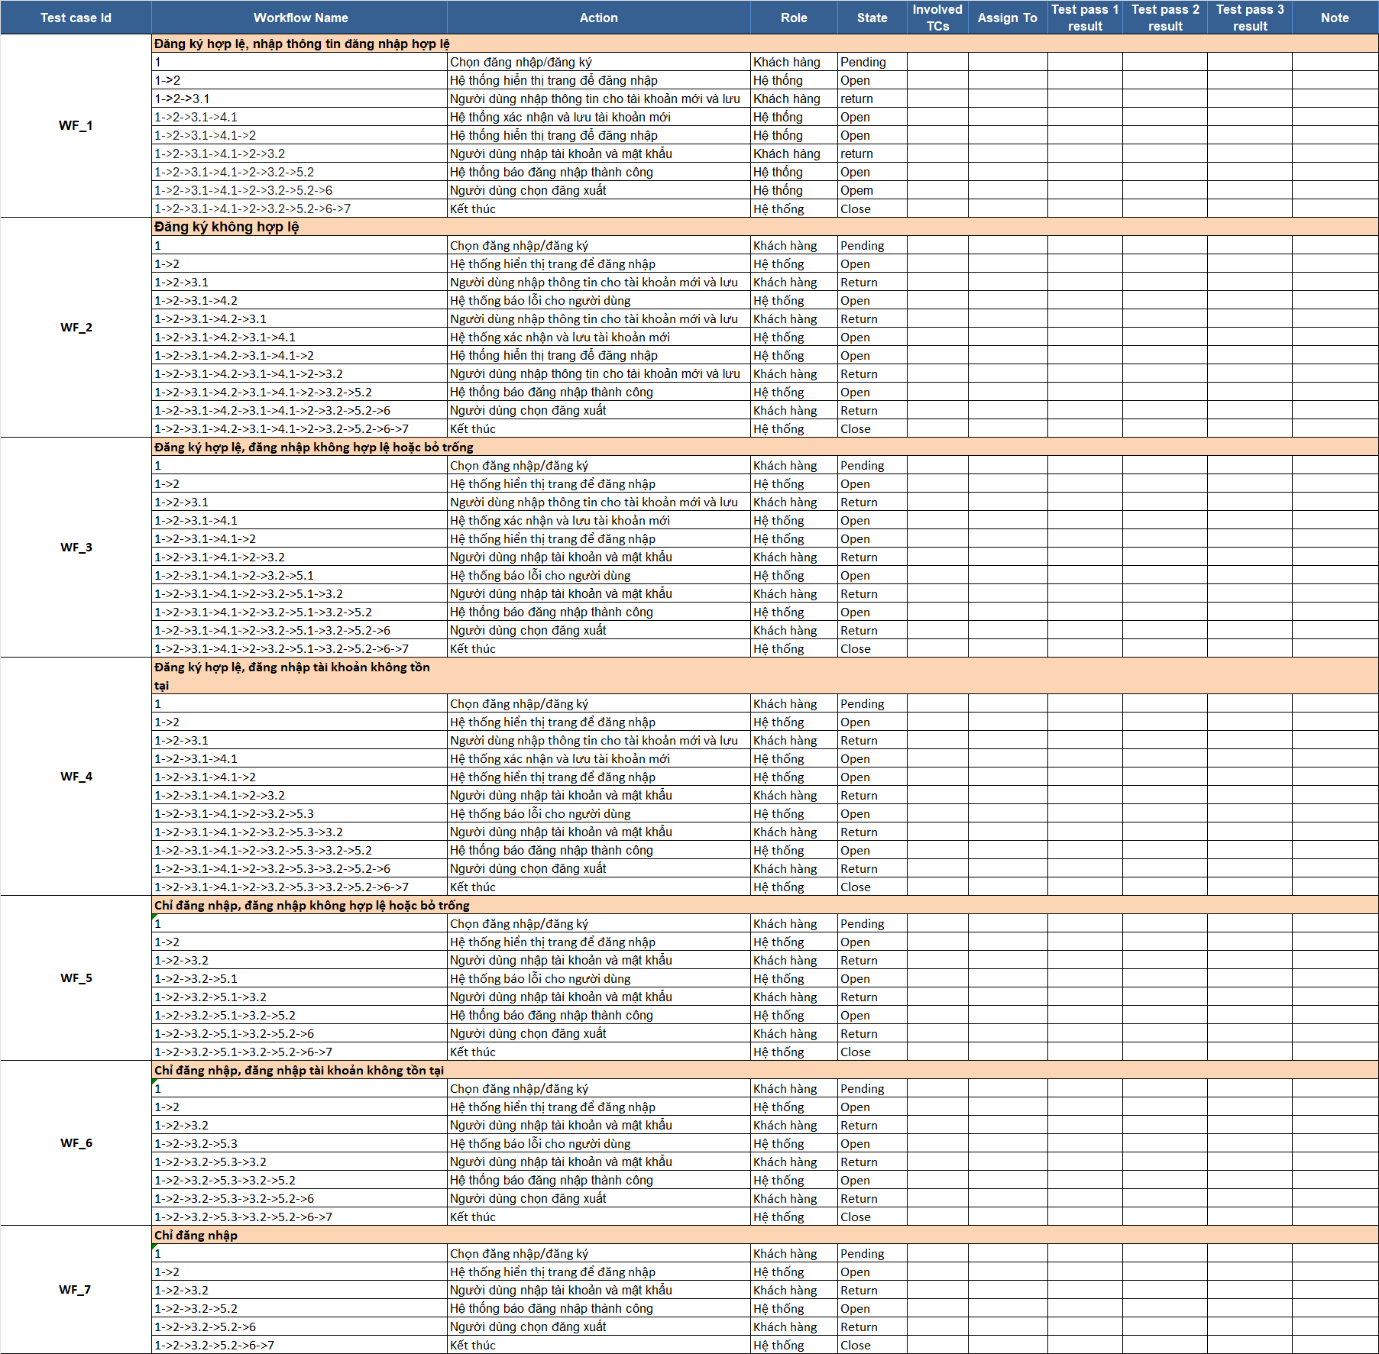 Test case Id Workflow Name Action Role State Involved TCs Assign To Test pass 1 result Test pass 2 result Test pass 3 result Note
WF_1
Đăng ký hợp lệ, nhập thông tin đăng nhập hợp lệ
1 Chọn đăng nhập/đăng ký Khách hàng Pending
1->2 Hệ thống hiển thị trang để đăng nhập Hệ thống Open
1->2->3.1 Người dùng nhập thông tin cho tài khoản mới và lưu Khách hàng return
1->2->3.1->4.1 Hệ thống xác nhận và lưu tài khoản mới Hệ thống Open
1->2->3.1->4.1->2 Hệ thống hiển thị trang để đăng nhập Hệ thống Open
1->2->3.1->4.1->2->3.2 Người dùng nhập tài khoản và mật khẩu Khách hàng return
1->2->3.1->4.1->2->3.2->5.2 Hệ thống báo đăng nhập thành công Hệ thống Open
1->2->3.1->4.1->2->3.2->5.2->6 Người dùng chọn đăng xuất Hệ thống Opem
1->2->3.1->4.1->2->3.2->5.2->6->7 Kết thúc Hệ thống Close
WF_2
Đăng ký không hợp lệ
1 Chọn đăng nhập/đăng ký Khách hàng Pending
1->2 Hệ thống hiển thị trang để đăng nhập Hệ thống Open
1->2->3.1 Người dùng nhập thông tin cho tài khoản mới và lưu Khách hàng Return
1->2->3.1->4.2 Hệ thống báo lỗi cho người dùng Hệ thống Open
1->2->3.1->4.2->3.1 Người dùng nhập thông tin cho tài khoản mới và lưu Khách hàng Return
1->2->3.1->4.2->3.1->4.1 Hệ thống xác nhận và lưu tài khoản mới Hệ thống Open
1->2->3.1->4.2->3.1->4.1->2 Hệ thống hiển thị trang để đăng nhập Hệ thống Open
1->2->3.1->4.2->3.1->4.1->2->3.2 Người dùng nhập thông tin cho tài khoản mới và lưu Khách hàng Return
1->2->3.1->4.2->3.1->4.1->2->3.2->5.2 Hệ thống báo đăng nhập thành công Hệ thống Open
1->2->3.1->4.2->3.1->4.1->2->3.2->5.2->6 Người dùng chọn đăng xuất Khách hàng Return
1->2->3.1->4.2->3.1->4.1->2->3.2->5.2->6->7 Kết thúc Hệ thống Close
WF_3
Đăng ký hợp lệ, đăng nhập không hợp lệ hoặc bỏ trống
1 Chọn đăng nhập/đăng ký Khách hàng Pending
1->2 Hệ thống hiển thị trang để đăng nhập Hệ thống Open
1->2->3.1 Người dùng nhập thông tin cho tài khoản mới và lưu Khách hàng Return
1->2->3.1->4.1 Hệ thống xác nhận và lưu tài khoản mới Hệ thống Open
1->2->3.1->4.1->2 Hệ thống hiển thị trang để đăng nhập Hệ thống Open
1->2->3.1->4.1->2->3.2 Người dùng nhập tài khoản và mật khẩu Khách hàng Return
1->2->3.1->4.1->2->3.2->5.1 Hệ thống báo lỗi cho người dùng Hệ thống Open
1->2->3.1->4.1->2->3.2->5.1->3.2 Người dùng nhập tài khoản và mật khẩu Khách hàng Return
1->2->3.1->4.1->2->3.2->5.1->3.2->5.2 Hệ thống báo đăng nhập thành công Hệ thống Open
1->2->3.1->4.1->2->3.2->5.1->3.2->5.2->6 Người dùng chọn đăng xuất Khách hàng Return
1->2->3.1->4.1->2->3.2->5.1->3.2->5.2->6->7 Kết thúc Hệ thống Close
WF_4
Đăng ký hợp lệ, đăng nhập tài khoản không tồn
tại
1 Chọn đăng nhập/đăng ký Khách hàng Pending
1->2 Hệ thống hiển thị trang để đăng nhập Hệ thống Open
1->2->3.1 Người dùng nhập thông tin cho tài khoản mới và lưu Khách hàng Return
1->2->3.1->4.1 Hệ thống xác nhận và lưu tài khoản mới Hệ thống Open
1->2->3.1->4.1->2 Hệ thống hiển thị trang để đăng nhập Hệ thống Open
1->2->3.1->4.1->2->3.2 Người dùng nhập tài khoản và mật khẩu Khách hàng Return
1->2->3.1->4.1->2->3.2->5.3 Hệ thống báo lỗi cho người dùng Hệ thống Open
1->2->3.1->4.1->2->3.2->5.3->3.2 Người dùng nhập tài khoản và mật khẩu Khách hàng Return
1->2->3.1->4.1->2->3.2->5.3->3.2->5.2 Hệ thống báo đăng nhập thành công Hệ thống Open
1->2->3.1->4.1->2->3.2->5.3->3.2->5.2->6 Người dùng chọn đăng xuất Khách hàng Return
1->2->3.1->4.1->2->3.2->5.3->3.2->5.2->6->7 Kết thúc Hệ thống Close
WF_5
Chỉ đăng nhập, đăng nhập không hợp lệ hoặc bỏ trống
1 Chọn đăng nhập/đăng ký Khách hàng Pending
1->2 Hệ thống hiển thị trang để đăng nhập Hệ thống Open
1->2->3.2 Người dùng nhập tài khoản và mật khẩu Khách hàng Return
1->2->3.2->5.1 Hệ thống báo lỗi cho người dùng Hệ thống Open
1->2->3.2->5.1->3.2 Người dùng nhập tài khoản và mật khẩu Khách hàng Return
1->2->3.2->5.1->3.2->5.2 Hệ thống báo đăng nhập thành công Hệ thống Open
1->2->3.2->5.1->3.2->5.2->6 Người dùng chọn đăng xuất Khách hàng Return
1->2->3.2->5.1->3.2->5.2->6->7 Kết thúc Hệ thống Close
WF_6
Chỉ đăng nhập, đăng nhập tài khoản không tồn tại
1 Chọn đăng nhập/đăng ký Khách hàng Pending
1->2 Hệ thống hiển thị trang để đăng nhập Hệ thống Open
1->2->3.2 Người dùng nhập tài khoản và mật khẩu Khách hàng Return
1->2->3.2->5.3 Hệ thống báo lỗi cho người dùng Hệ thống Open
1->2->3.2->5.3->3.2 Người dùng nhập tài khoản và mật khẩu Khách hàng Return
1->2->3.2->5.3->3.2->5.2 Hệ thống báo đăng nhập thành công Hệ thống Open
1->2->3.2->5.3->3.2->5.2->6 Người dùng chọn đăng xuất Khách hàng Return
1->2->3.2->5.3->3.2->5.2->6->7 Kết thúc Hệ thống Close
WF_7
Chỉ đăng nhập
1 Chọn đăng nhập/đăng ký Khách hàng Pending
1->2 Hệ thống hiển thị trang để đăng nhập Hệ thống Open
1->2->3.2 Người dùng nhập tài khoản và mật khẩu Khách hàng Return
1->2->3.2->5.2 Hệ thống báo đăng nhập thành công Hệ thống Open
1->2->3.2->5.2->6 Người dùng chọn đăng xuất Khách hàng Return
1->2->3.2->5.2->6->7 Kết thúc Hệ thống Close